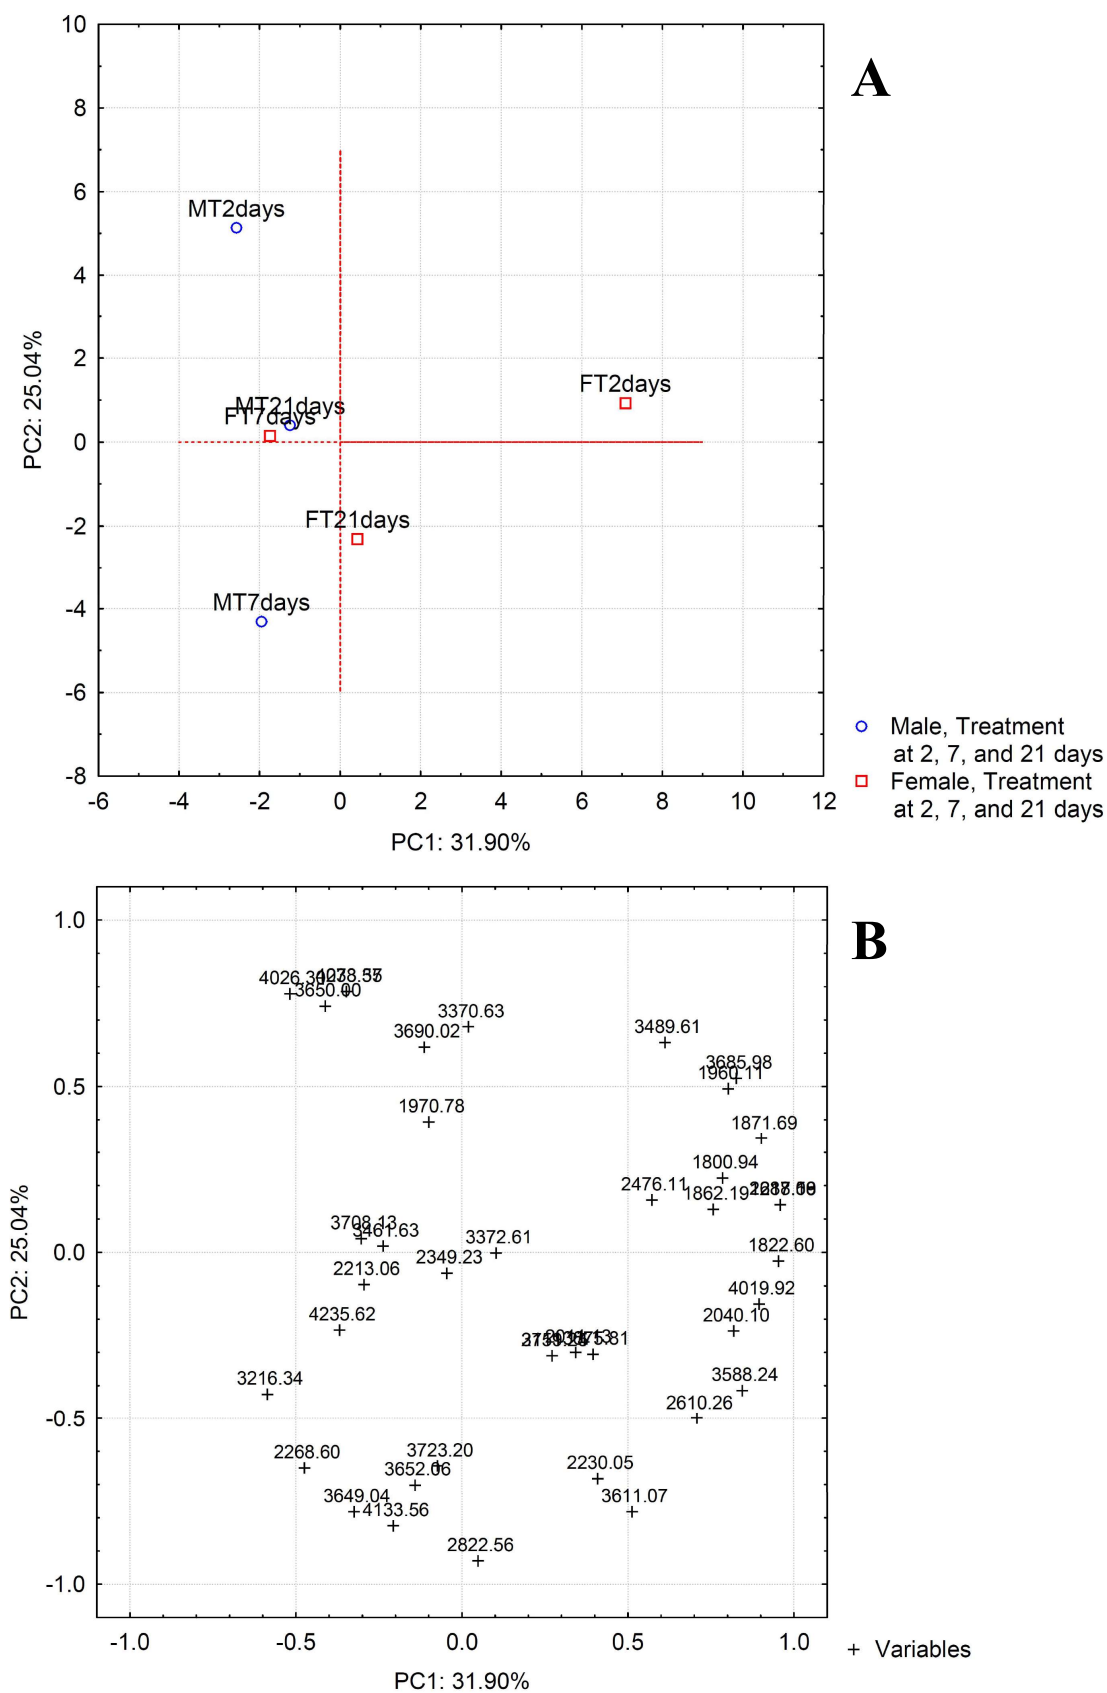 A
10
8
6
4
2
0
-2
-4
-6
-8
PC2: 25.04%
MT2days
FT2days
MT21days
FT7days
FT21days
MT7days
-6 -4 -2 0 2 4 6 8 10 12
PC1: 31.90%
Male, Treatment
at 2, 7, and 21 days
Female, Treatment
at 2, 7, and 21 days
B
1.0
0.5
0.0
-0.5
-1.0
PC2: 25.04%
3650.00
3370.63
3690.02
3489.61
3685.98
1960.11
1970.78
1871.69
1800.94
2476.11
1862.19
3708.13
3461.63
3372.61
2349.23
1822.60
2213.06
4019.92
4235.62
2040.10
3216.34
3588.24
2610.26
3723.20
2268.60
3652.06
2230.05
3649.04
3611.07
4133.56
2822.56
-1.0 -0.5 0.0 0.5 1.0
PC1: 31.90%
+ Variables